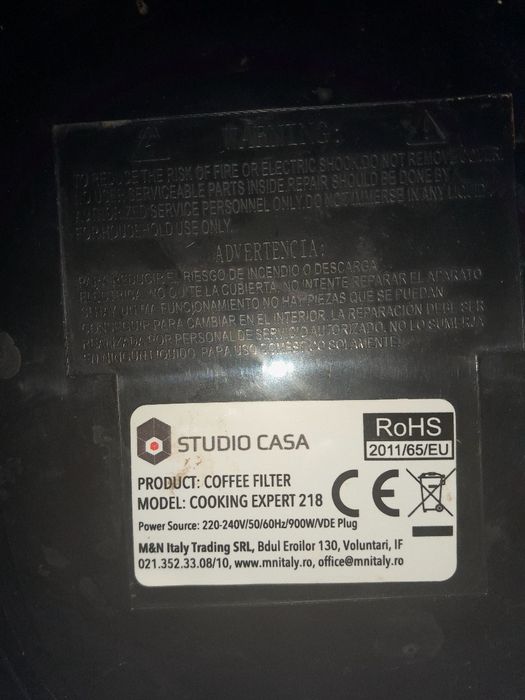 WARNING:
TO REDUCE THE RISK OF FIRE OR ELECTRIC SHOCK, DO NOT REMOVE COVER.
NO USER SERVICEABLE PARTS INSIDE. REPAIR SHOULD BE DONE BY
AUTHORIZED SERVICE PERSONNEL ONLY. DO NOT IMMERSE IN ANY LIQUID.
FOR HOUSEHOLD USE ONLY.
ADVERTENCIA:
PARA REDUCIR EL RIESGO DE INCENDIO O DESCARGA
ELECTRICA, NO QUITE LA CUBIERTA. NO INTENTE REPARAR EL APARATO
FUNCIONAMIENTO NO HAY PIEZAS QUE SE PUEDAN
PARA CAMBIAR EN EL INTERIOR. LA REPARACION DEBE SER
REALIZADA POR PERSONAL DE SERVICIO AUTORIZADO. NO LO SUMERJA
EN NINGUN LIQUIDO. PARA USO DOMESTICO SOLAMENTE.
STUDIO CASA
RoHS
2011/65/EU
PRODUCT: COFFEE FILTER
MODEL: COOKING EXPERT 218
CE
Power Source: 220-240V/50/60Hz/900W/VDE Plug
M&N Italy Trading SRL, Bdul Eroilor 130, Voluntari, IF
021.352.33.08/10, www.mnitaly.ro, office@mnitaly.ro